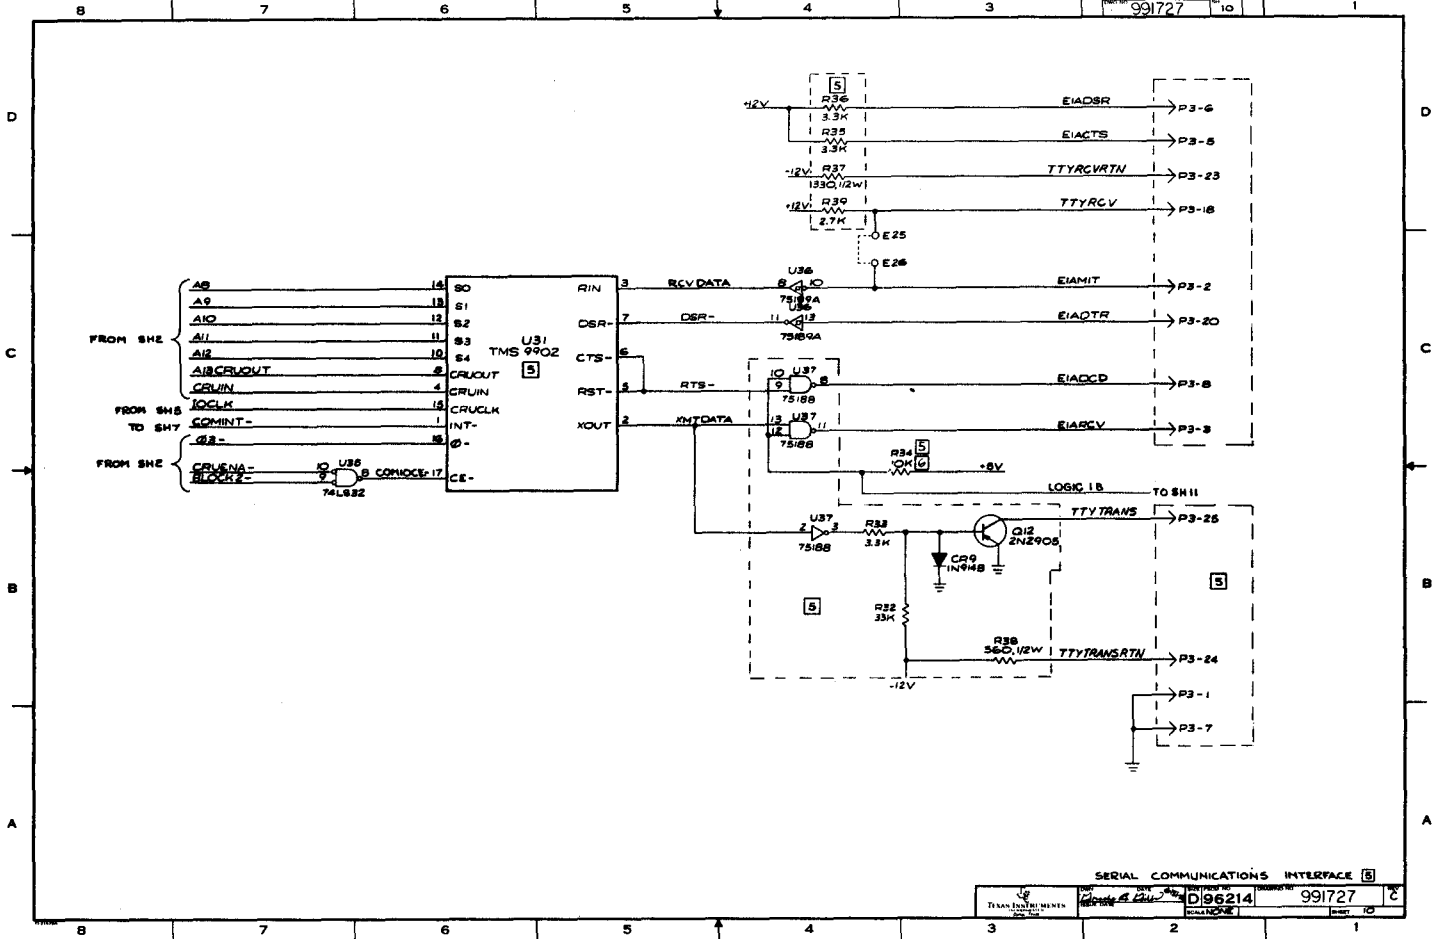 8 7 6 5 4 3 1
991727 10
D D
5
+12V R36 3.3K EIADSR P3-6
R35 3.3K EIACTS P3-5
-12V R37 330,1/2W TTYRCVRTN P3-23
+12V R39 2.7K TTYRCV P3-18
E25
E26
A8 14 S0 RIN 3 RCVDATA 8 U36 10 75189A EIAMIT P3-2
A9 13 S1
A10 12 S2 DSR- 7 DSR- 11 U36 13 75189A EIADTR P3-20
FROM SH2 A11 11 S3 U31
C C
A12 10 S4 TMS 9902 CTS- 6
A13CRUOUT 8 CRUOUT 5
CRUIN 4 CRUIN RST- 5 RTS- 10 9 U37 8 75188 EIADCD P3-8
FROM SH5 IOCLK 15 CRUCLK
TO SH7 COMINT- 1 INT- XOUT 2 XMTDATA 13 12 U37 11 75188 EIARCV P3-3
Ø3- 16 Ø-
FROM SH2 CRUENA- 10 U35 8 COMIOCE- 17 CE-
BLOCK2- 9 74LS32
R34 5
10K 6 +5V
LOGIC 1B TO SH11
2 U37 3 75188 R33 3.3K Q12 2N2905 TTYTRANS P3-25
CR9
1N914B
B B
5
5
R32
33K
R38
560,1/2W TTYTRANSRTN P3-24
-12V
P3-1
P3-7
A A
SERIAL COMMUNICATIONS INTERFACE 5
TEXAS INSTRUMENTS
DATE
D 96214 991727 C
SCALE NONE SHEET 10
8 7 6 5 4 3 2 1